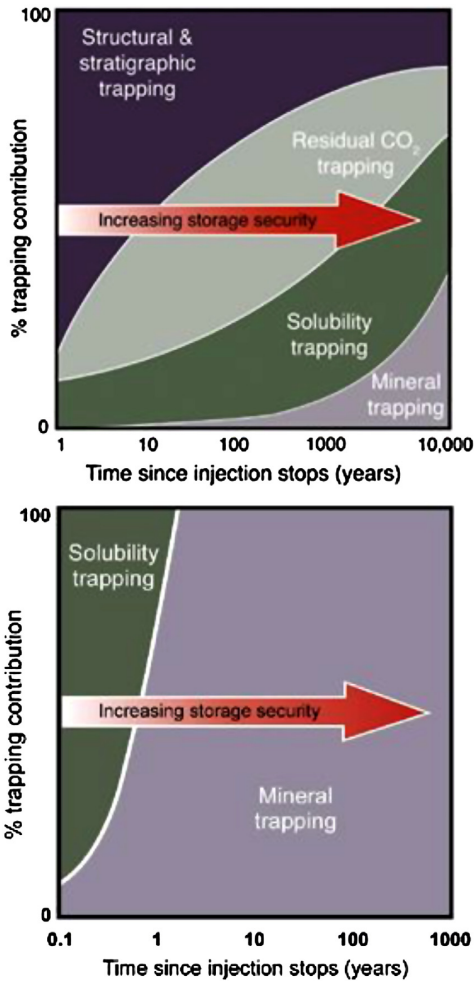 100
Structural &
stratigraphic
trapping
Residual CO₂
trapping
Increasing storage security
Solubility
trapping
Mineral
trapping
% trapping contribution
0
1 10 100 1000 10,000
Time since injection stops (years)
100
Solubility
trapping
Increasing storage security
Mineral
trapping
% trapping contribution
0
0.1 1 10 100 1000
Time since injection stops (years)